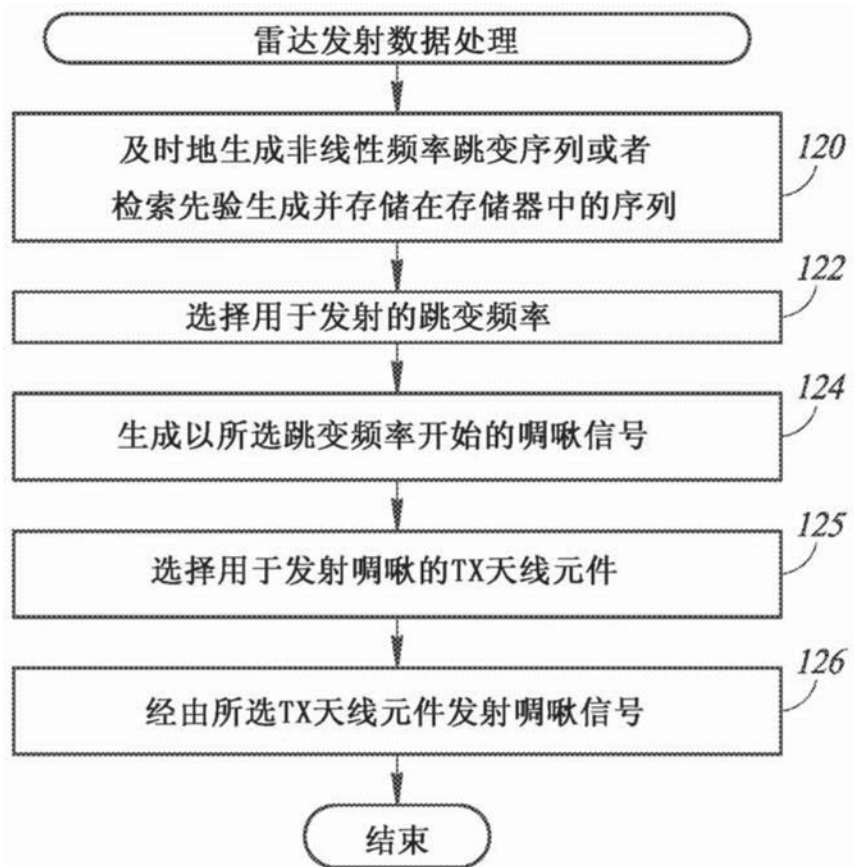 雷达发射数据处理
及时地生成非线性频率跳变序列或者
检索先验生成并存储在存储器中的序列
120
选择用于发射的跳变频率
122
生成以所选跳变频率开始的啁啾信号
124
选择用于发射啁啾的TX天线元件
125
经由所选TX天线元件发射啁啾信号
126
结束